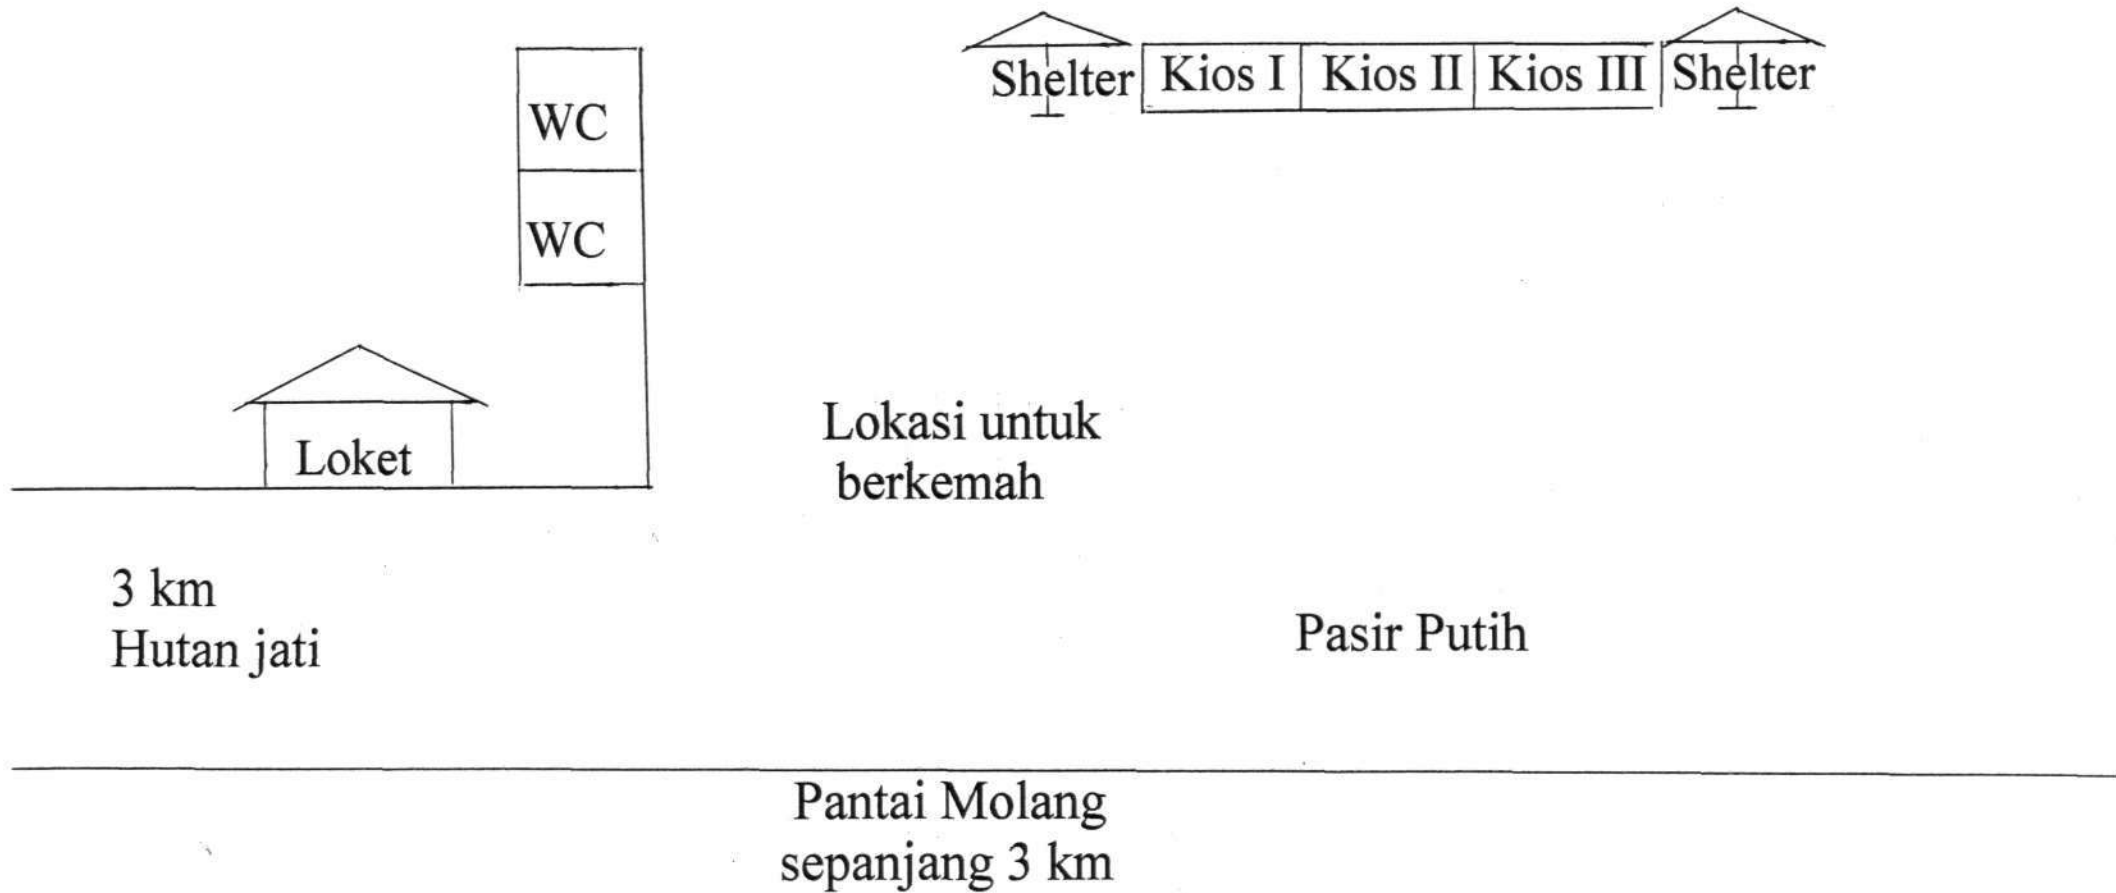 Shelter Kios I Kios II Kios III Shelter
WC
WC
Loket
Lokasi untuk
berkemah
3 km
Hutan jati
Pasir Putih
Pantai Molang
sepanjang 3 km